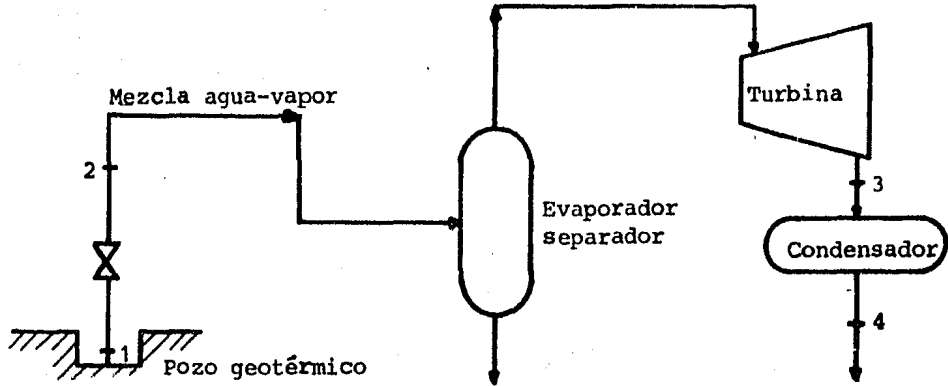 Mezcla agua-vapor
Turbina
2
3
Evaporador
separador
Condensador
4
1
Pozo geotérmico